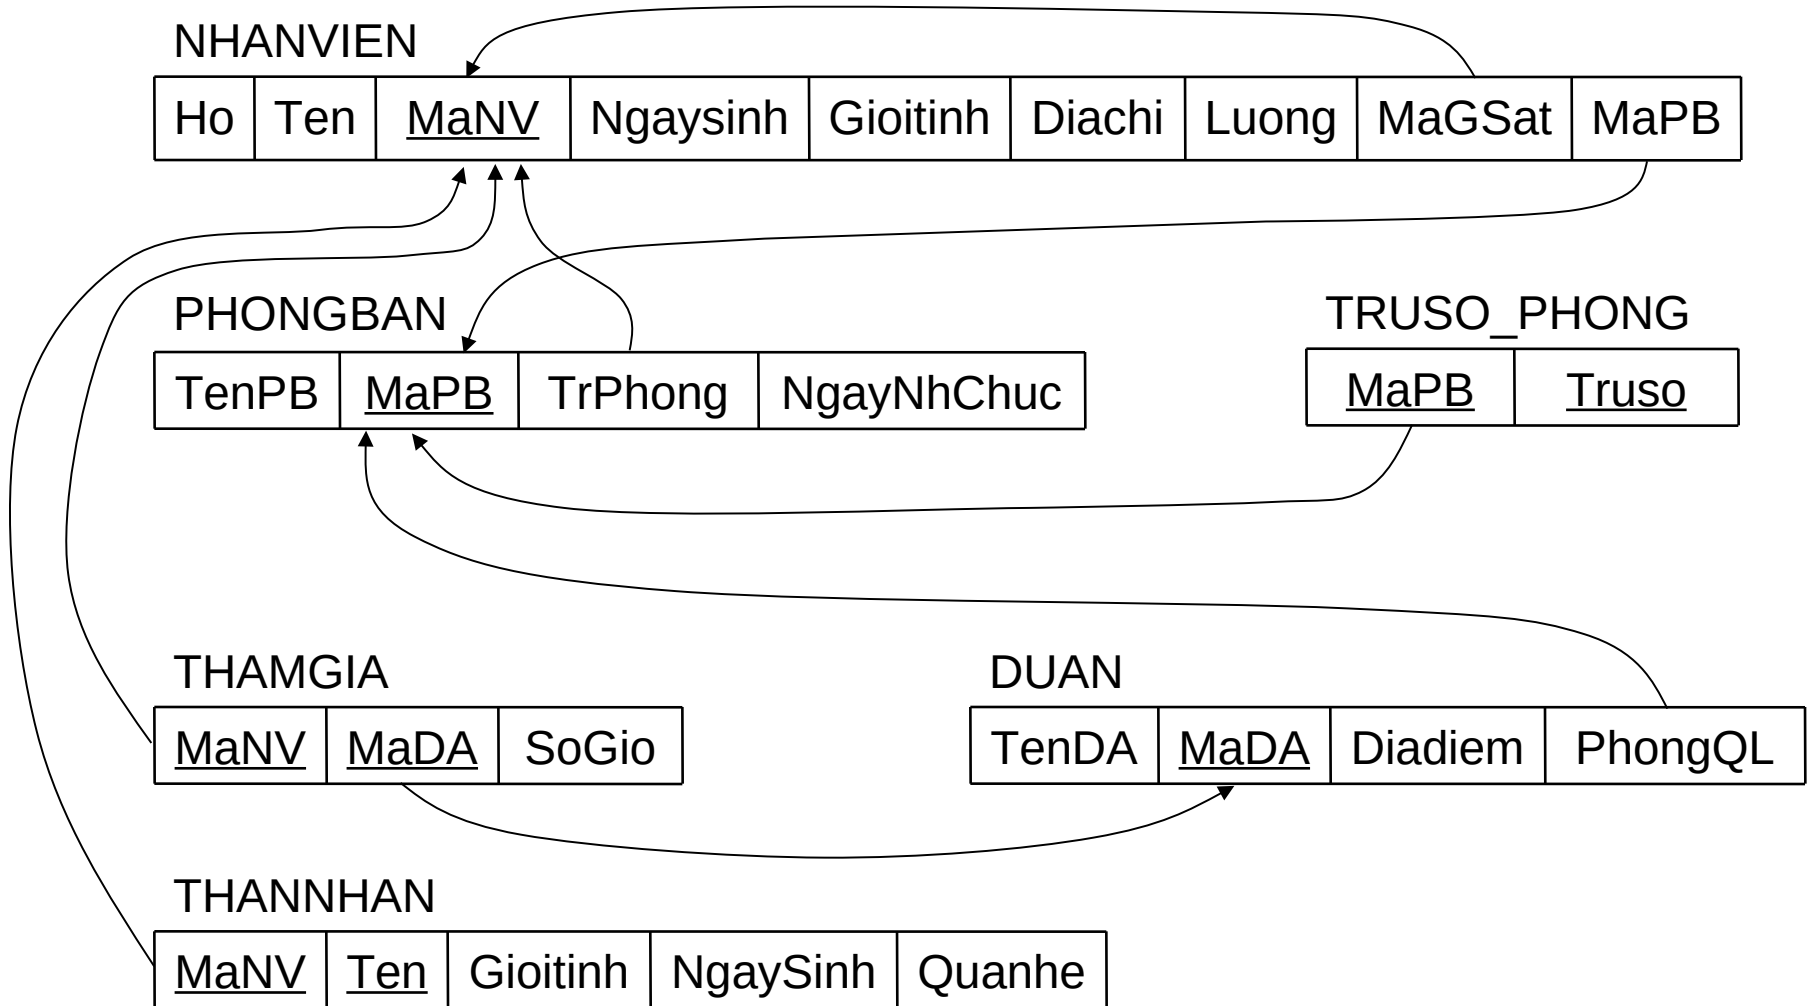 NHANVIEN
Ho Ten MaNV Ngaysinh Gioitinh Diachi Luong MaGSat MaPB
PHONGBAN
TenPB MaPB TrPhong NgayNhChuc
TRUSO_PHONG
MaPB Truso
THAMGIA
MaNV MaDA SoGio
DUAN
TenDA MaDA Diadiem PhongQL
THANNHAN
MaNV Ten Gioitinh NgaySinh Quanhe